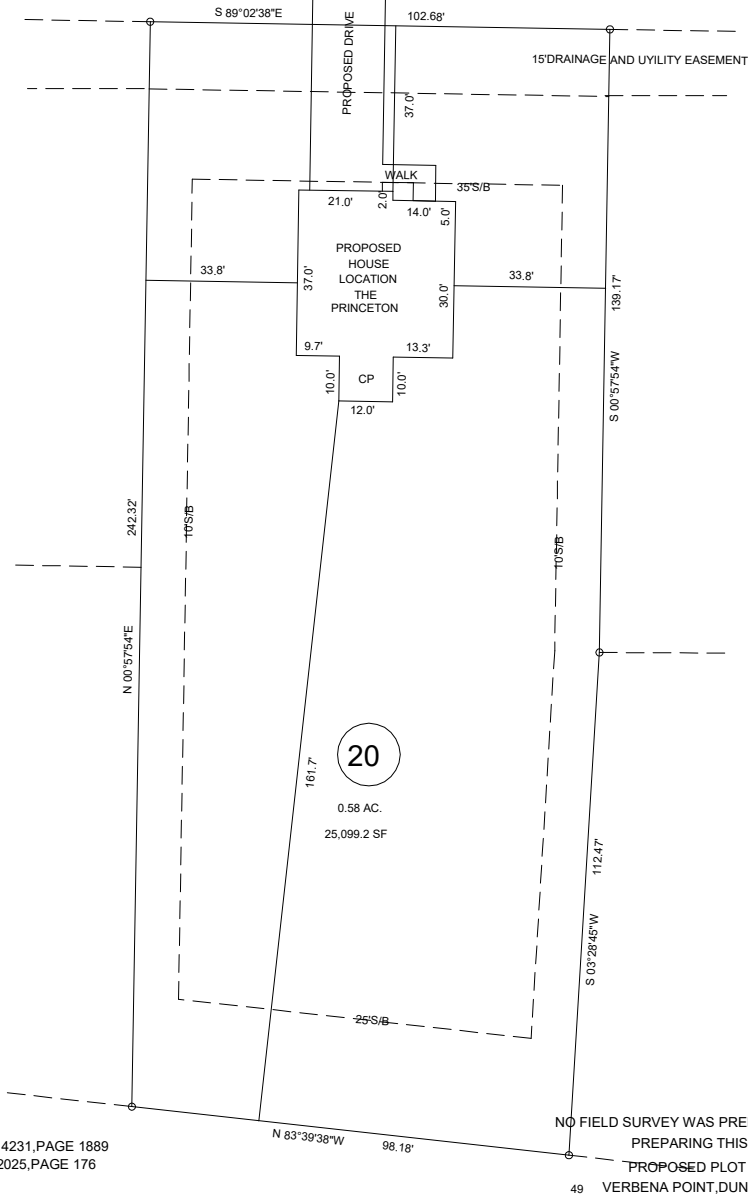 S 89°02'38"E
102.68'
PROPOSED DRIVE
15'DRAINAGE AND UYILITY EASEMENT
37.0'
WALK
35'S/B
21.0'
2.0'
14.0'
5.0'
PROPOSED
HOUSE
LOCATION
THE
PRINCETON
33.8'
37.0'
30.0'
33.8'
139.17'
9.7'
13.3'
10.0'
CP
10.0'
12.0'
S 00°57'54"W
242.32'
10'S/B
10'S/B
N 00°57'54"E
20
161.7'
0.58 AC.
25,099.2 SF
112.47'
S 03°28'45"W
25'S/B
N 83°39'38"W
98.18'
4231,PAGE 1889
2025,PAGE 176
NO FIELD SURVEY WAS PRE
PREPARING THIS
PROPOSED PLOT
49 VERBENA POINT,DUN